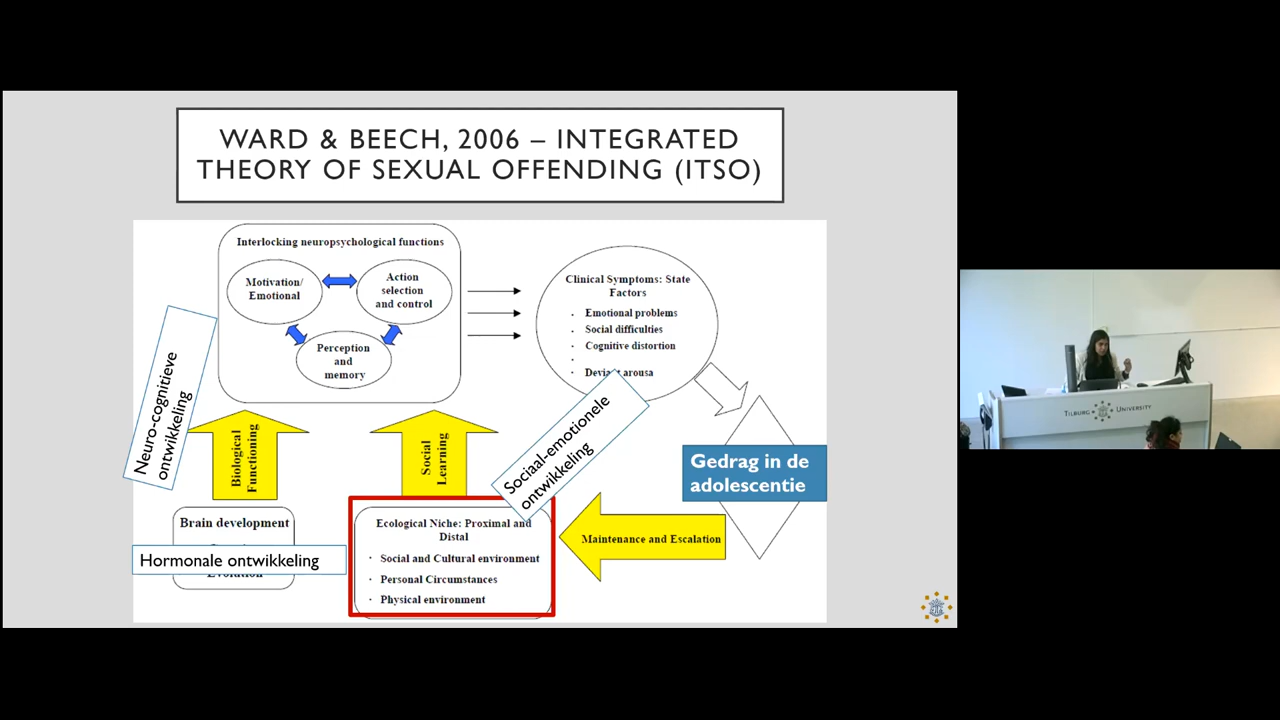 WARD & BEECH, 2006 – INTEGRATED
THEORY OF SEXUAL OFFENDING (ITSO)
Interlocking neuropsychological functions
Motivation/
Emotional
Action
selection
and control
Perception
and
memory
Clinical Symptoms: State
Factors
. Emotional problems
. Social difficulties
. Cognitive distortion
.
. Deviant arousa
Neuro-cognitieve
ontwikkeling
Biological
Functioning
Social
Learning
Sociaal-emotionele
ontwikkeling
Gedrag in de
adolescentie
Brain development
Hormonale ontwikkeling
Evolution
Ecological Niche: Proximal and
Distal
· Social and Cultural environment
· Personal Circumstances
· Physical environment
Maintenance and Escalation
TILBURG UNIVERSITY